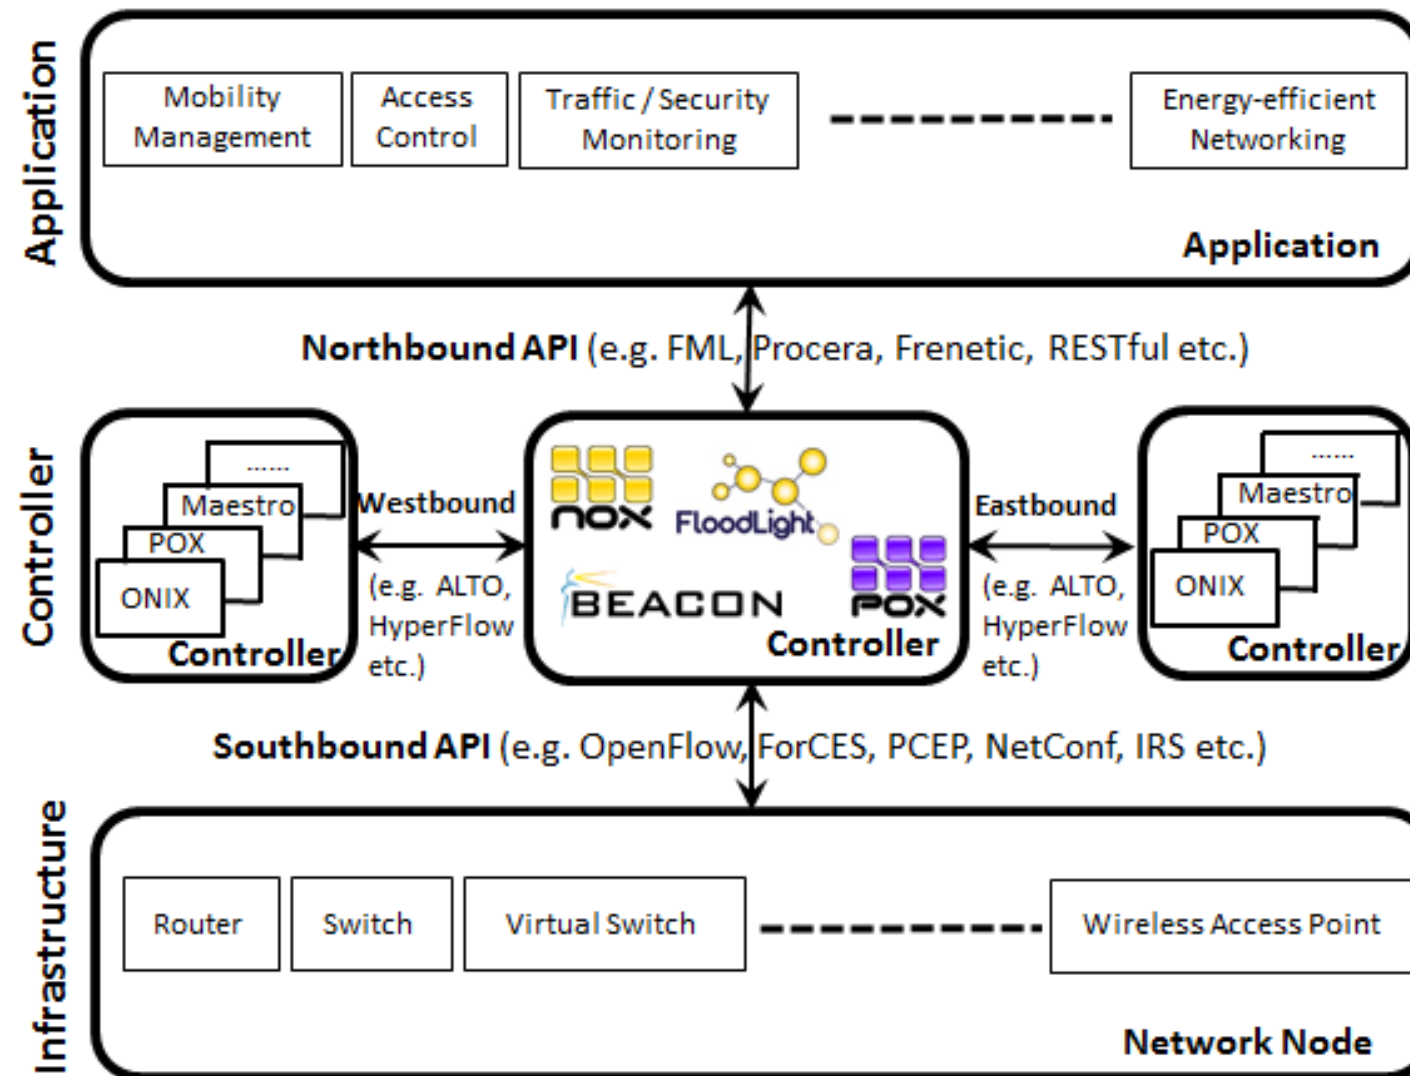 Application
Mobility
Management
Access
Control
Traffic / Security
Monitoring
Energy-efficient
Networking
Application
Northbound API (e.g. FML, Procera, Frenetic, RESTful etc.)
Controller
......
Maestro
POX
ONIX
Controller
Westbound
(e.g. ALTO,
HyperFlow
etc.)
NOX
FloodLight
BEACON
POX
Controller
Eastbound
(e.g. ALTO,
HyperFlow
etc.)
......
Maestro
POX
ONIX
Controller
Southbound API (e.g. OpenFlow, ForCES, PCEP, NetConf, IRS etc.)
Infrastructure
Router
Switch
Virtual Switch
Wireless Access Point
Network Node